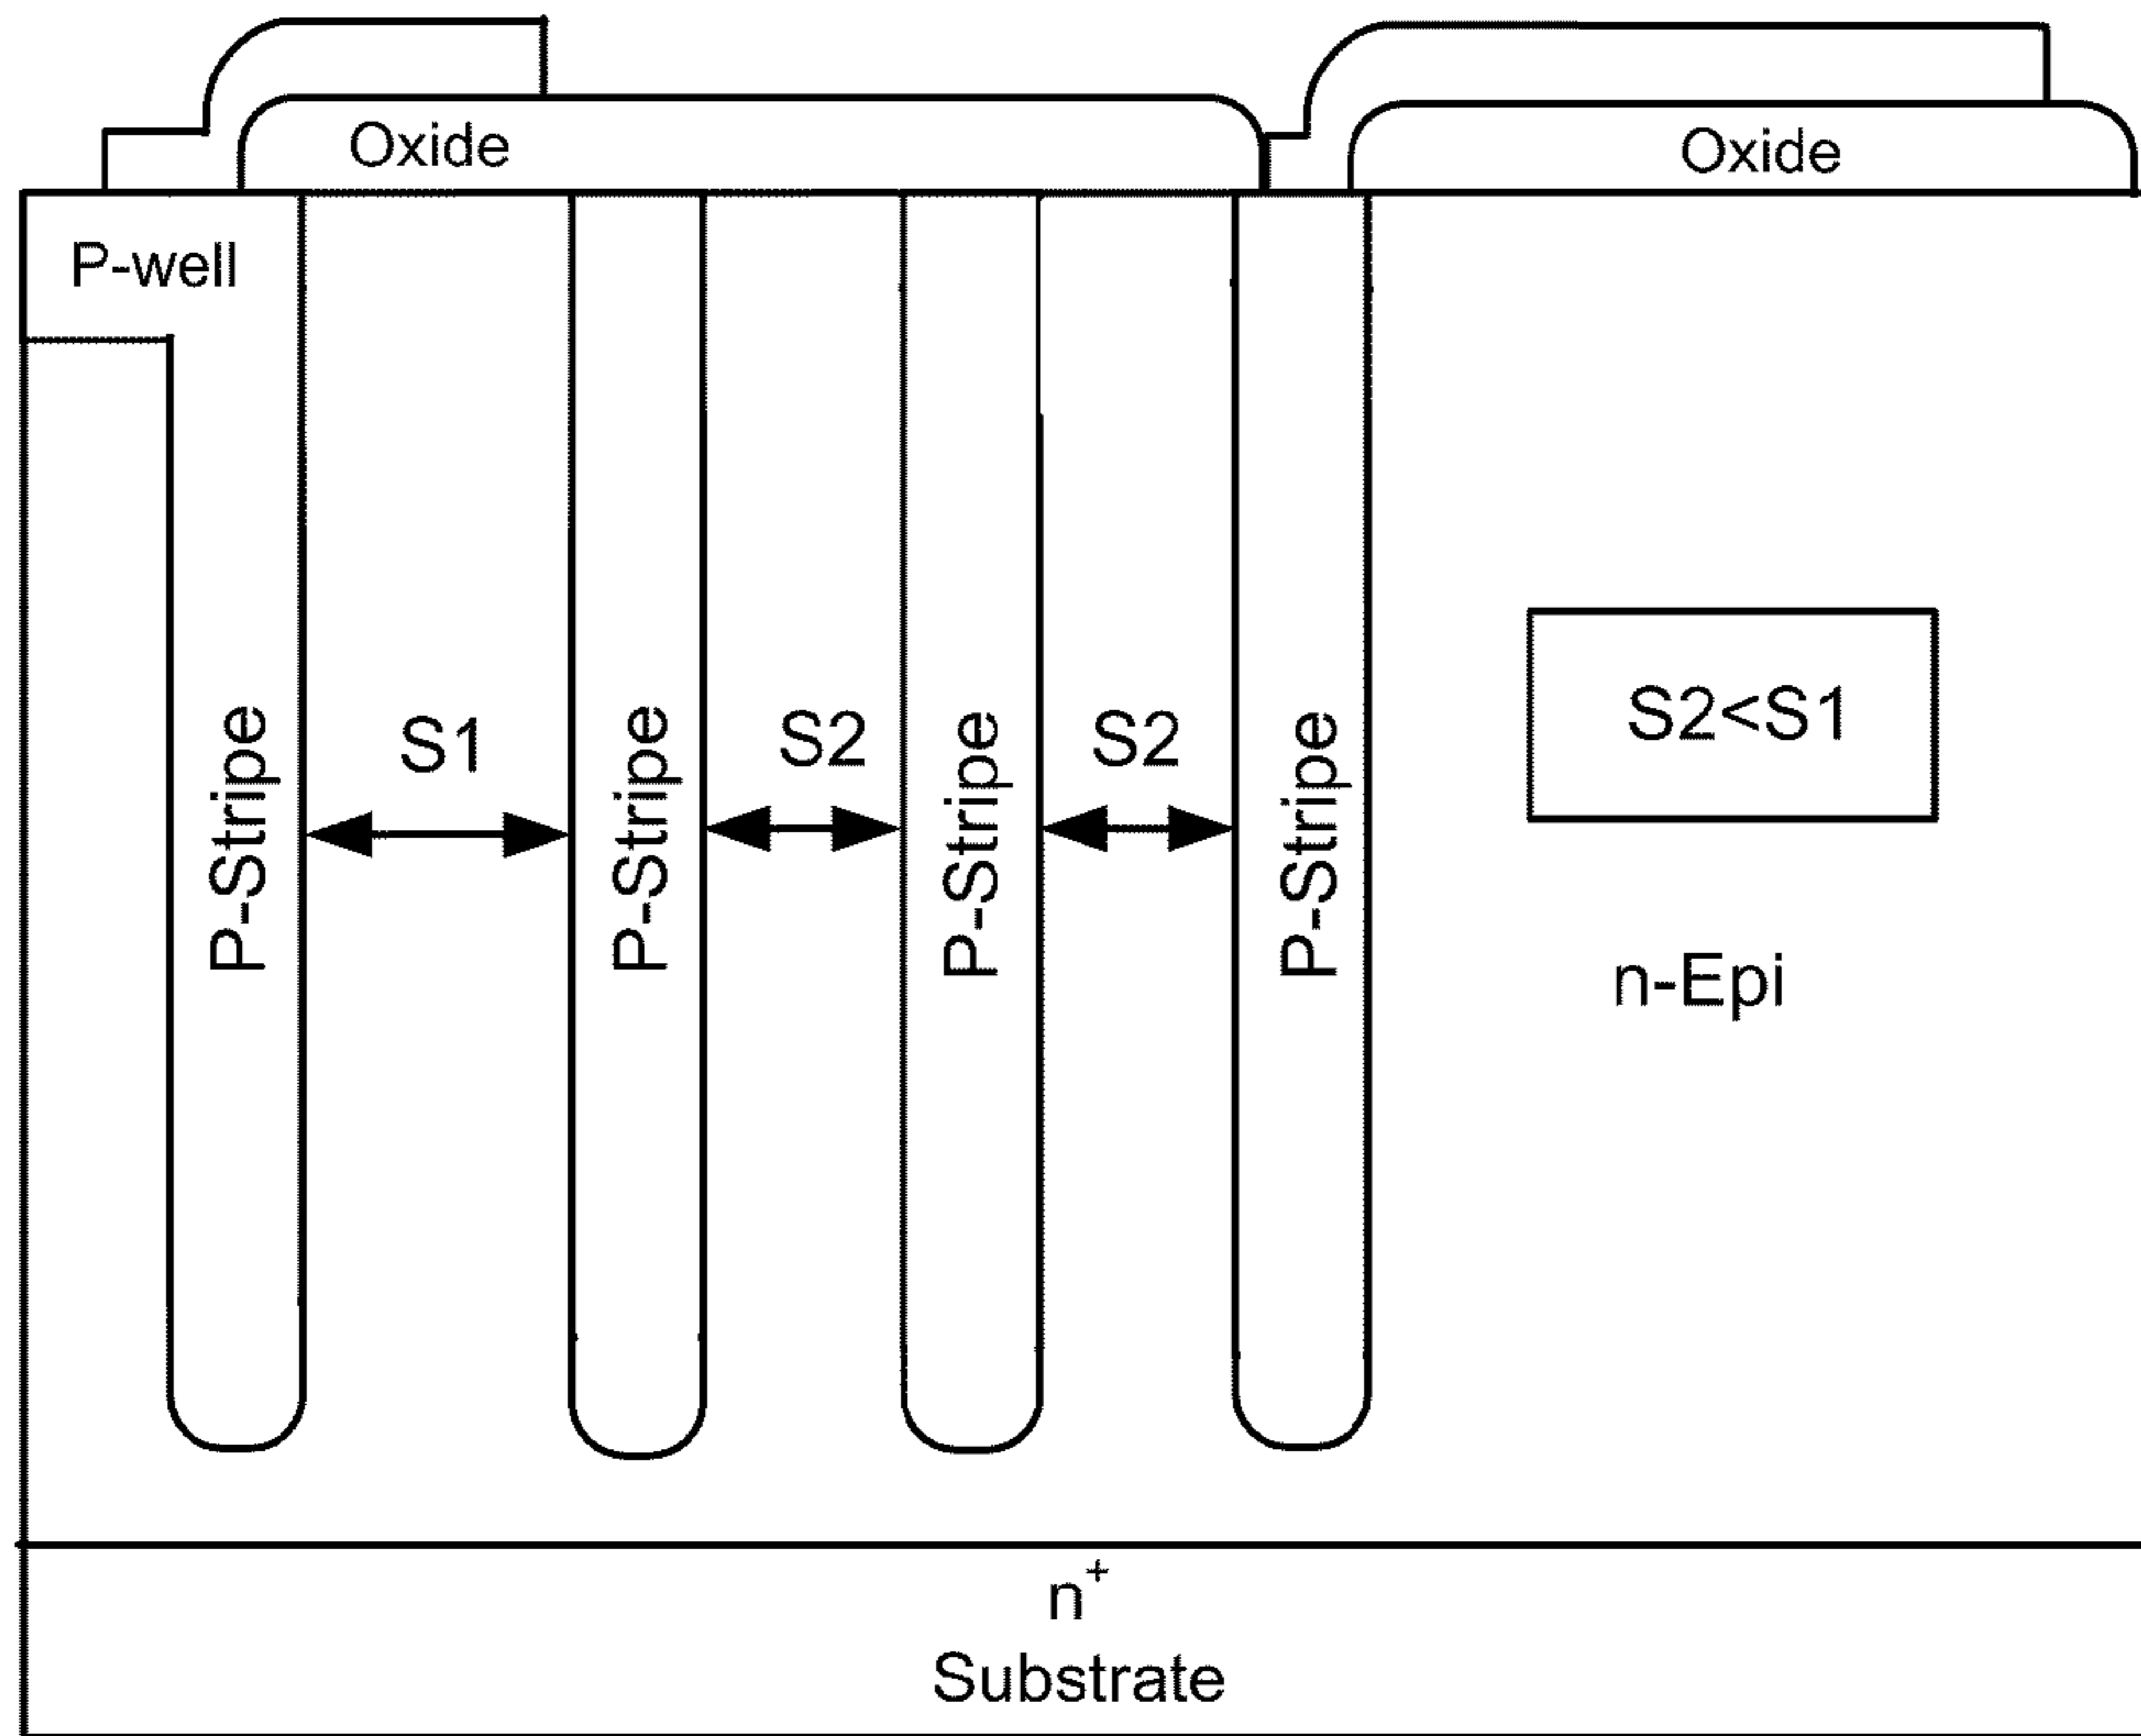 Oxide
Oxide
P-well
P-Stripe
S1
P-Stripe
S2
P-Stripe
S2
P-Stripe
S2<S1
n-Epi
n⁺
Substrate